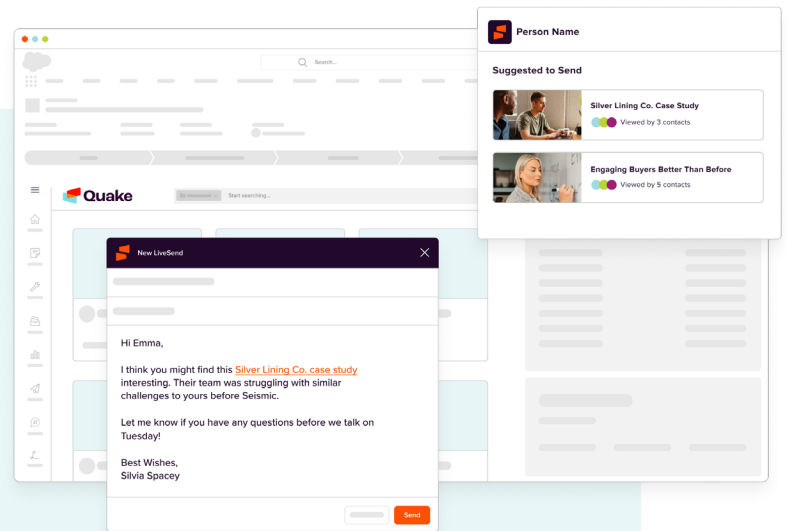 Search...
Quake
Start searching...
Person Name
Suggested to Send
Silver Lining Co. Case Study
Viewed by 3 contacts
Engaging Buyers Better Than Before
Viewed by 5 contacts
New LiveSend
Hi Emma,
I think you might find this Silver Lining Co. case study
interesting. Their team was struggling with similar
challenges to yours before Seismic.
Let me know if you have any questions before we talk on
Tuesday!
Best Wishes,
Silvia Spacey
Send